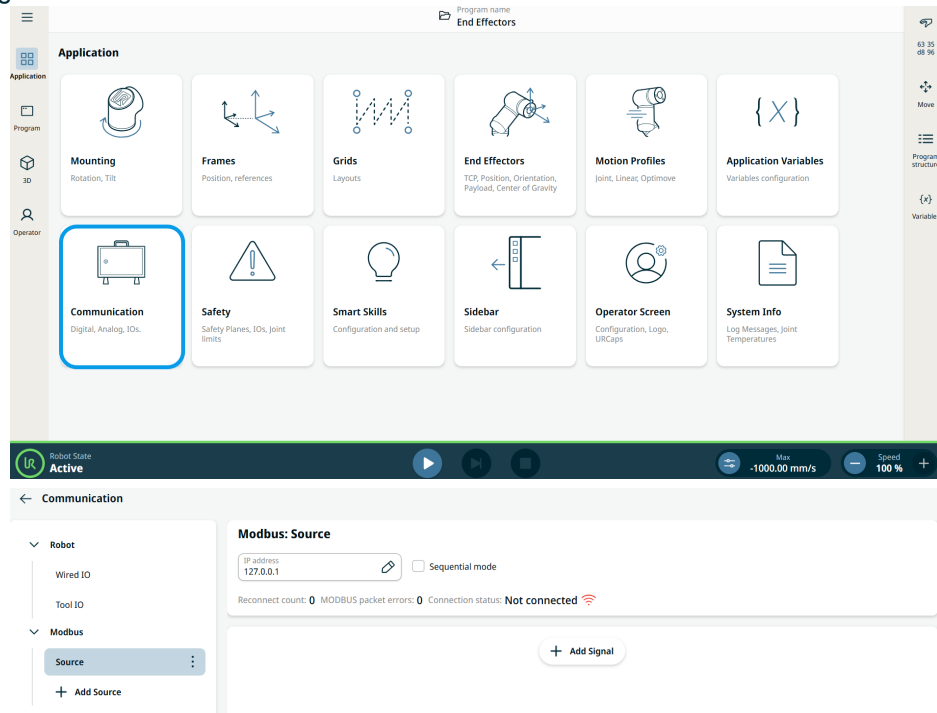 Program name
End Effectors
Application
63 35
d8 96
Application
Move
Program
Program
structure
3D
{x}
Variable
Operator
Mounting
Rotation, Tilt
Frames
Position, references
Grids
Layouts
End Effectors
TCP, Position, Orientation,
Payload, Center of Gravity
Motion Profiles
Joint, Linear, Optimove
{X}
Application Variables
Variables configuration
Communication
Digital, Analog, IOs.
Safety
Safety Planes, IOs, Joint
limits
Smart Skills
Configuration and setup
Sidebar
Sidebar configuration
Operator Screen
Configuration, Logo,
URCaps
System Info
Log Messages, Joint
Temperatures
UR
Robot State
Active
Max
-1000.00 mm/s
Speed
100 %
Communication
Robot
Wired IO
Tool IO
Modbus
Source
+ Add Source
Modbus: Source
IP address
127.0.0.1
Sequential mode
Reconnect count: 0 MODBUS packet errors: 0 Connection status: Not connected
+ Add Signal